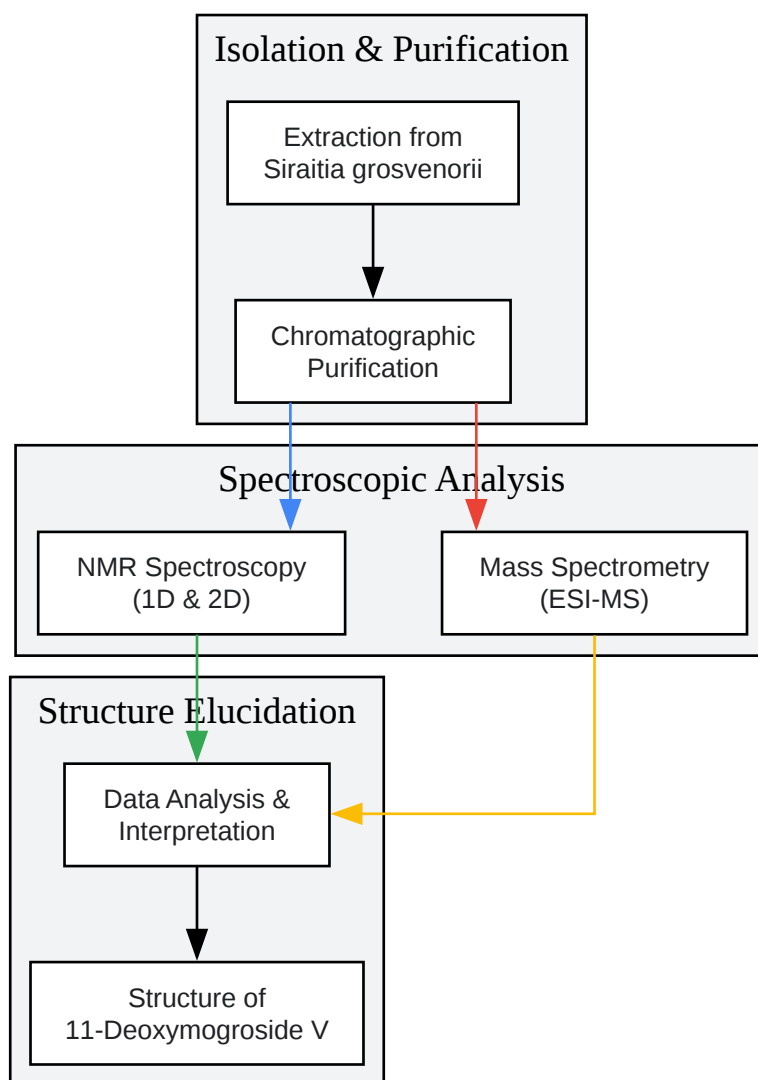 Isolation & Purification
Extraction from
Siraitia grosvenorii
Chromatographic
Purification
Spectroscopic Analysis
NMR Spectroscopy
(1D & 2D)
Mass Spectrometry
(ESI-MS)
Structure Elucidation
Data Analysis &
Interpretation
Structure of
11-Deoxymogroside V